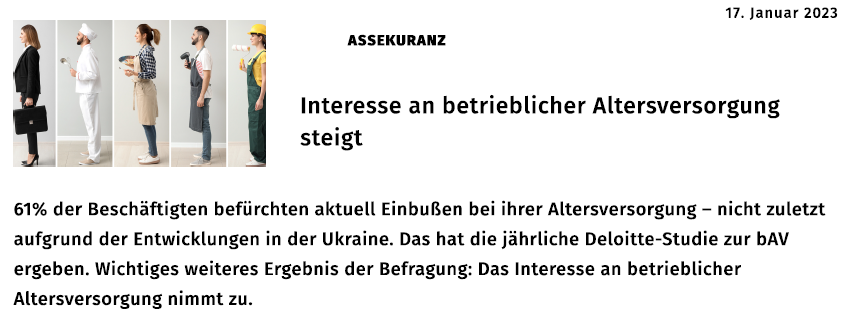 17. Januar 2023
ASSEKURANZ
Interesse an betrieblicher Altersversorgung
steigt
61% der Beschäftigten befürchten aktuell Einbußen bei ihrer Altersversorgung – nicht zuletzt
aufgrund der Entwicklungen in der Ukraine. Das hat die jährliche Deloitte-Studie zur bAV
ergeben. Wichtiges weiteres Ergebnis der Befragung: Das Interesse an betrieblicher
Altersversorgung nimmt zu.